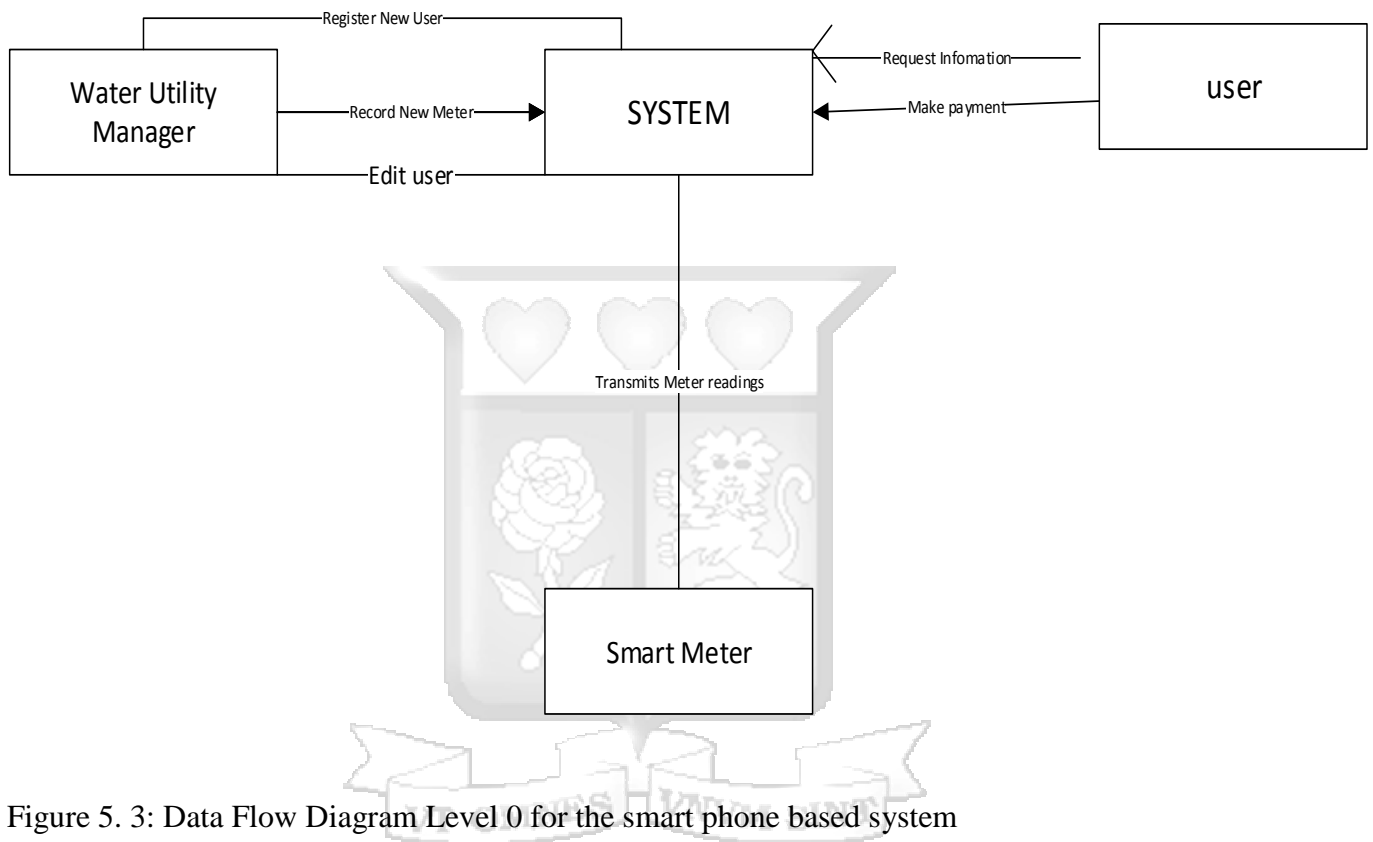 Register New User
Water Utility
Manager
Record New Meter
Edit user
SYSTEM
Request Infomation
Make payment
user
Transmits Meter readings
Smart Meter
Figure 5. 3: Data Flow Diagram Level 0 for the smart phone based system